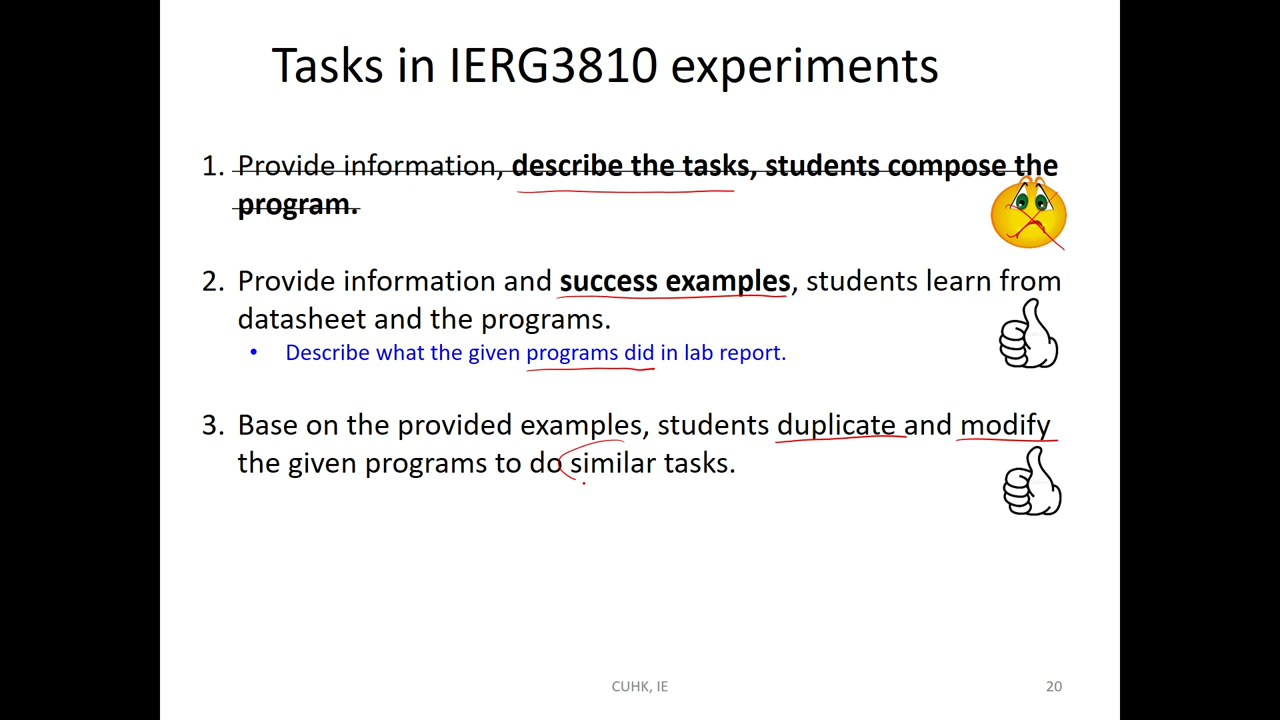 Tasks in IERG3810 experiments
1. Provide information, describe the tasks, students compose the
program.
2. Provide information and success examples, students learn from
datasheet and the programs.
• Describe what the given programs did in lab report.
3. Base on the provided examples, students duplicate and modify
the given programs to do similar tasks.
CUHK, IE
20